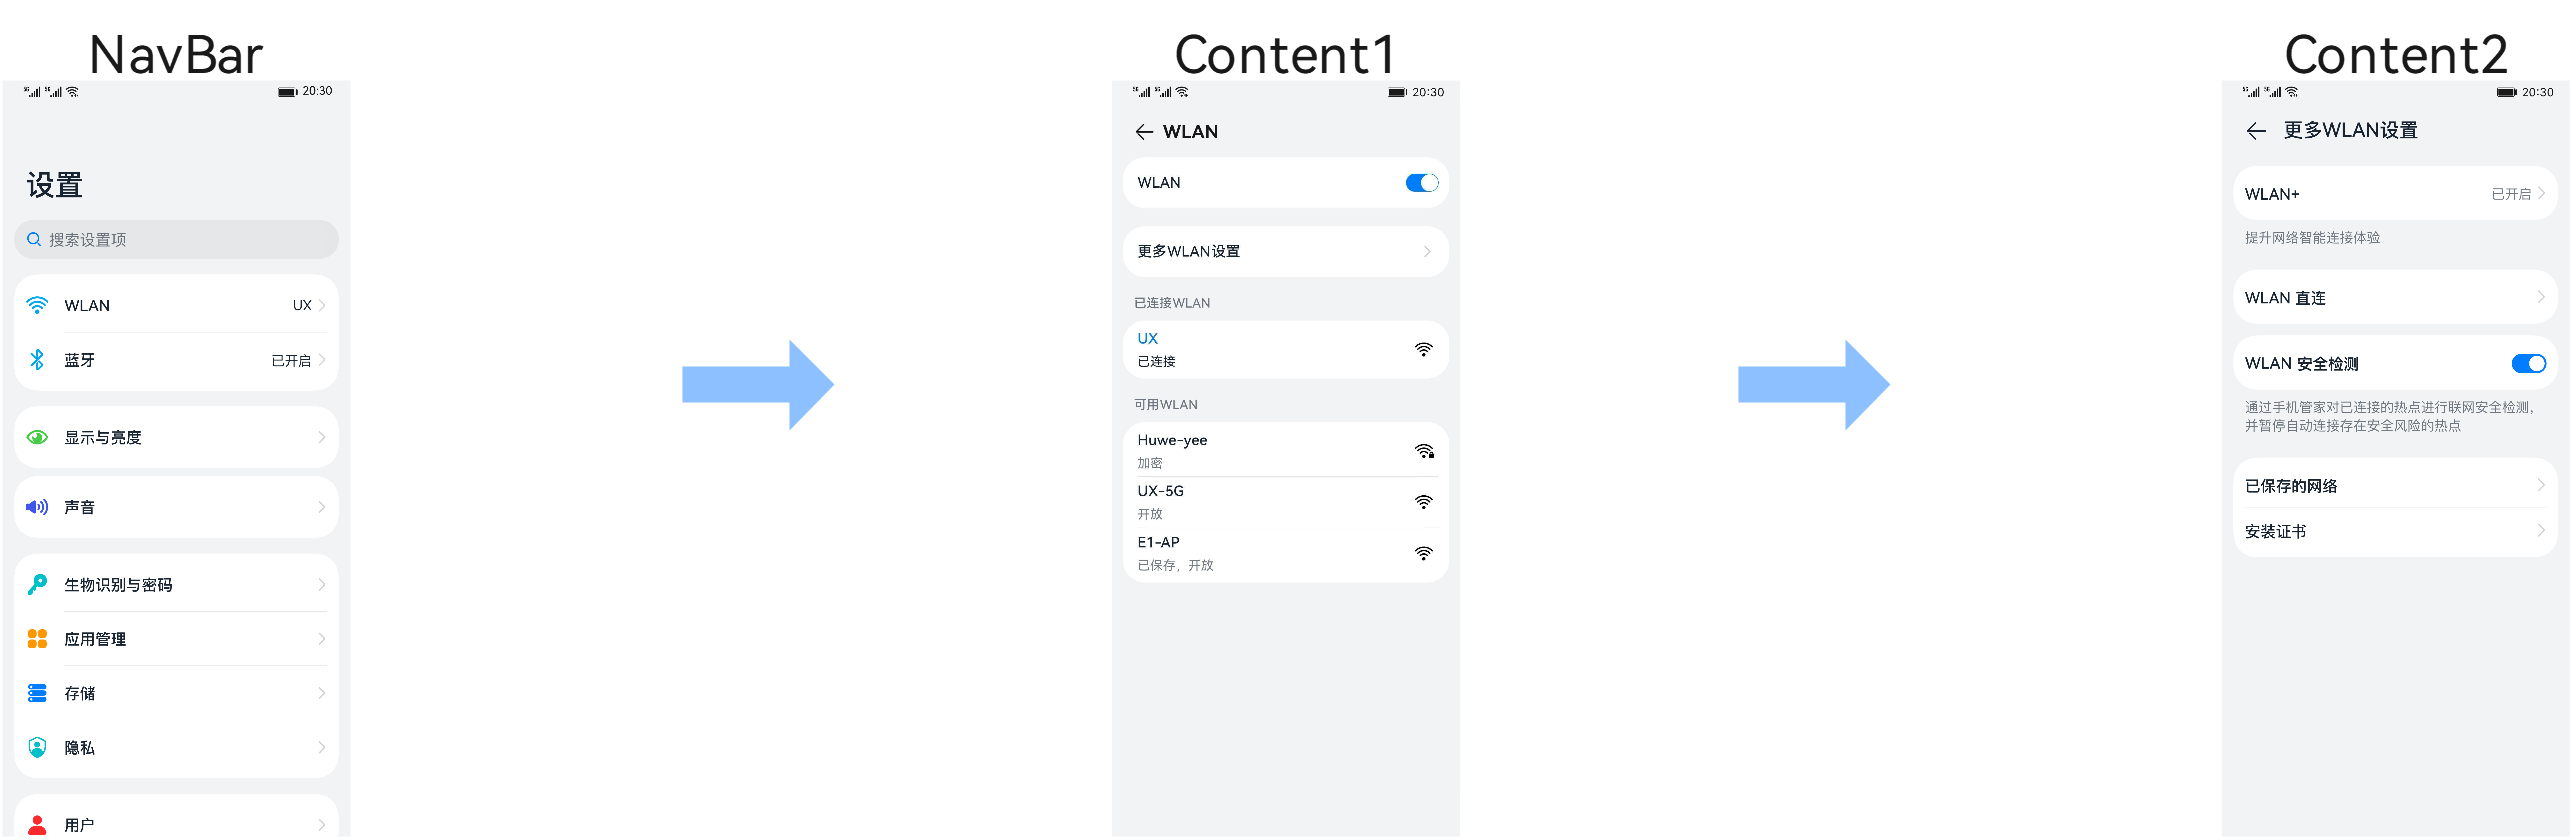 NavBar
20:30
设置
搜索设置项
WLAN UX
蓝牙 已开启
显示与亮度
声音
生物识别与密码
应用管理
存储
隐私
用户
Content1
20:30
WLAN
WLAN
更多WLAN设置
已连接WLAN
UX
已连接
可用WLAN
Huwe-yee
加密
UX-5G
开放
E1-AP
已保存，开放
Content2
20:30
更多WLAN设置
WLAN+ 已开启
提升网络智能连接体验
WLAN 直连
WLAN 安全检测
通过手机管家对已连接的热点进行联网安全检测，
并暂停自动连接存在安全风险的热点
已保存的网络
安装证书